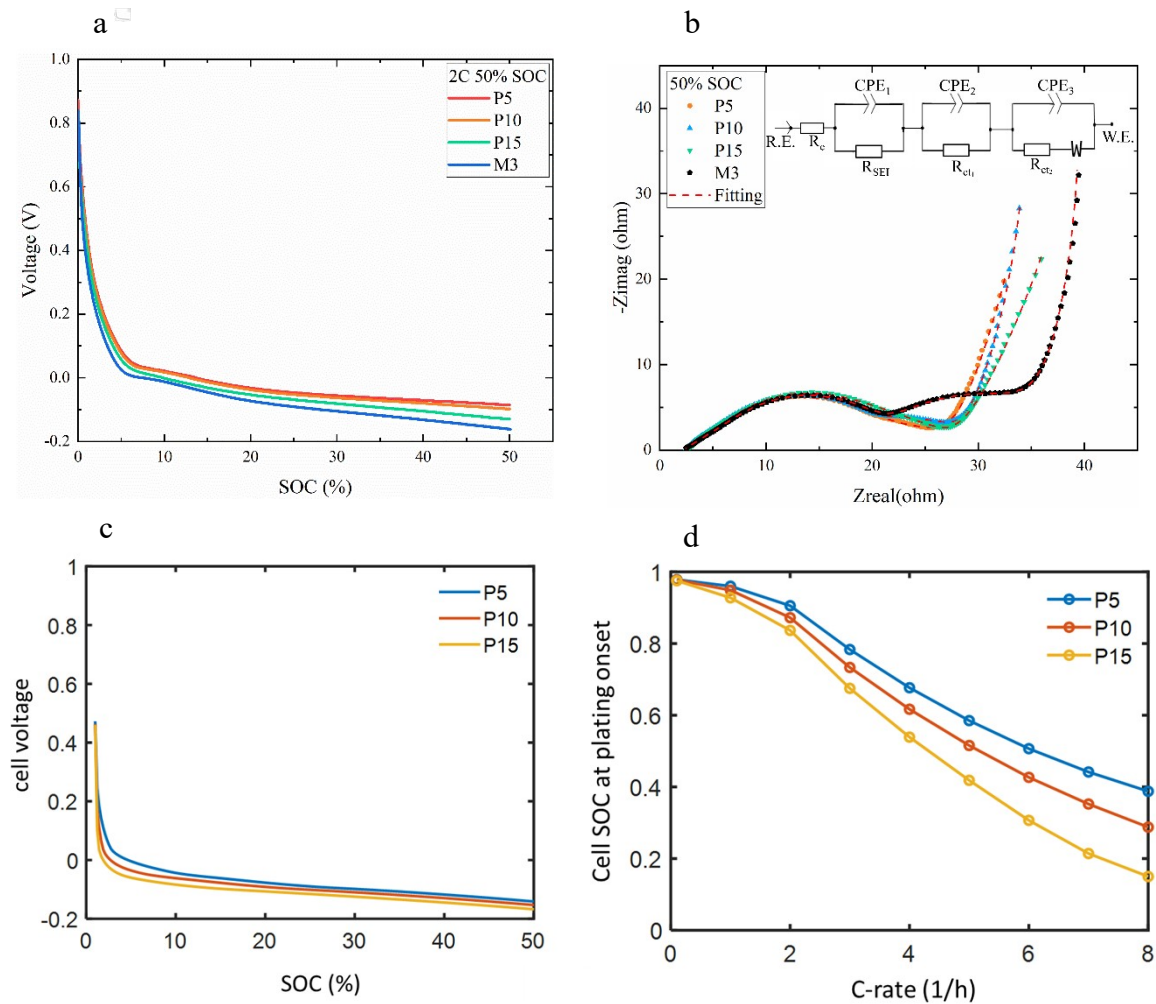 a
1.0
0.8
0.6
0.4
0.2
0.0
-0.2
Voltage (V)
2C 50% SOC
P5
P10
P15
M3
0 10 20 30 40 50
SOC (%)
b
40
30
20
10
0
-Zimag (ohm)
50% SOC
P5
P10
P15
M3
Fitting
CPE1 CPE2 CPE3
R.E. Rc RSEI Rct1 Rct2 W W.E.
0 10 20 30 40
Zreal(ohm)
c
1
0.8
0.6
0.4
0.2
0
-0.2
cell voltage
P5
P10
P15
0 10 20 30 40 50
SOC (%)
d
1
0.8
0.6
0.4
0.2
0
Cell SOC at plating onset
P5
P10
P15
0 2 4 6 8
C-rate (1/h)